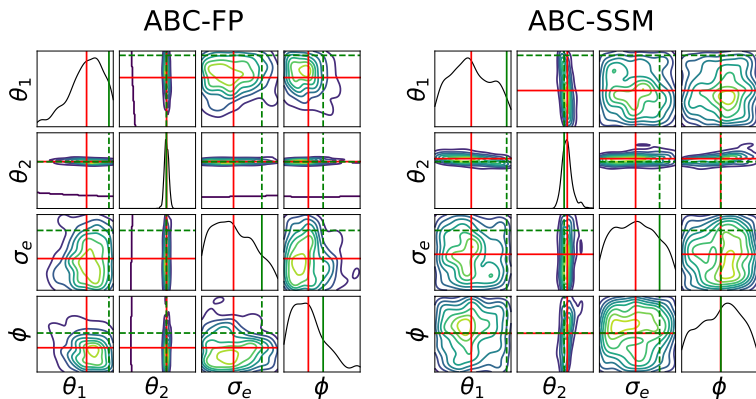 ABC-FP ABC-SSM
θ₁ θ₁
θ₂ θ₂
σₑ σₑ
ϕ ϕ
θ₁ θ₂ σₑ ϕ θ₁ θ₂ σₑ ϕ